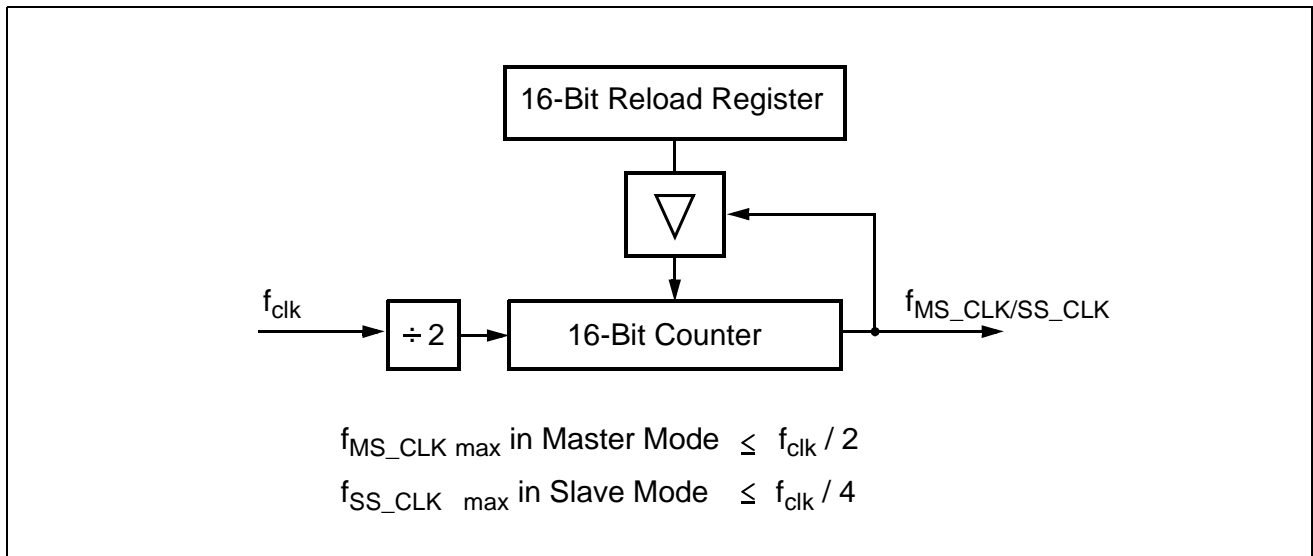 16-Bit Reload Register
f_clk
÷ 2
16-Bit Counter
f_MS_CLK/SS_CLK
f_MS_CLK max in Master Mode ≤ f_clk / 2
f_SS_CLK max in Slave Mode ≤ f_clk / 4